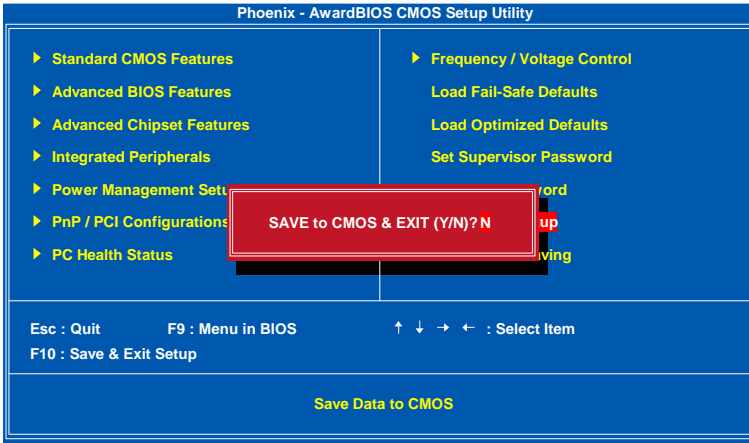 Phoenix - AwardBIOS CMOS Setup Utility
Standard CMOS Features
Advanced BIOS Features
Advanced Chipset Features
Integrated Peripherals
Power Management Setu
PnP / PCI Configurations
PC Health Status
Frequency / Voltage Control
Load Fail-Safe Defaults
Load Optimized Defaults
Set Supervisor Password
ord
up
ving
SAVE to CMOS & EXIT (Y/N)? N
Esc : Quit F9 : Menu in BIOS ↑ ↓ → ← : Select Item
F10 : Save & Exit Setup
Save Data to CMOS